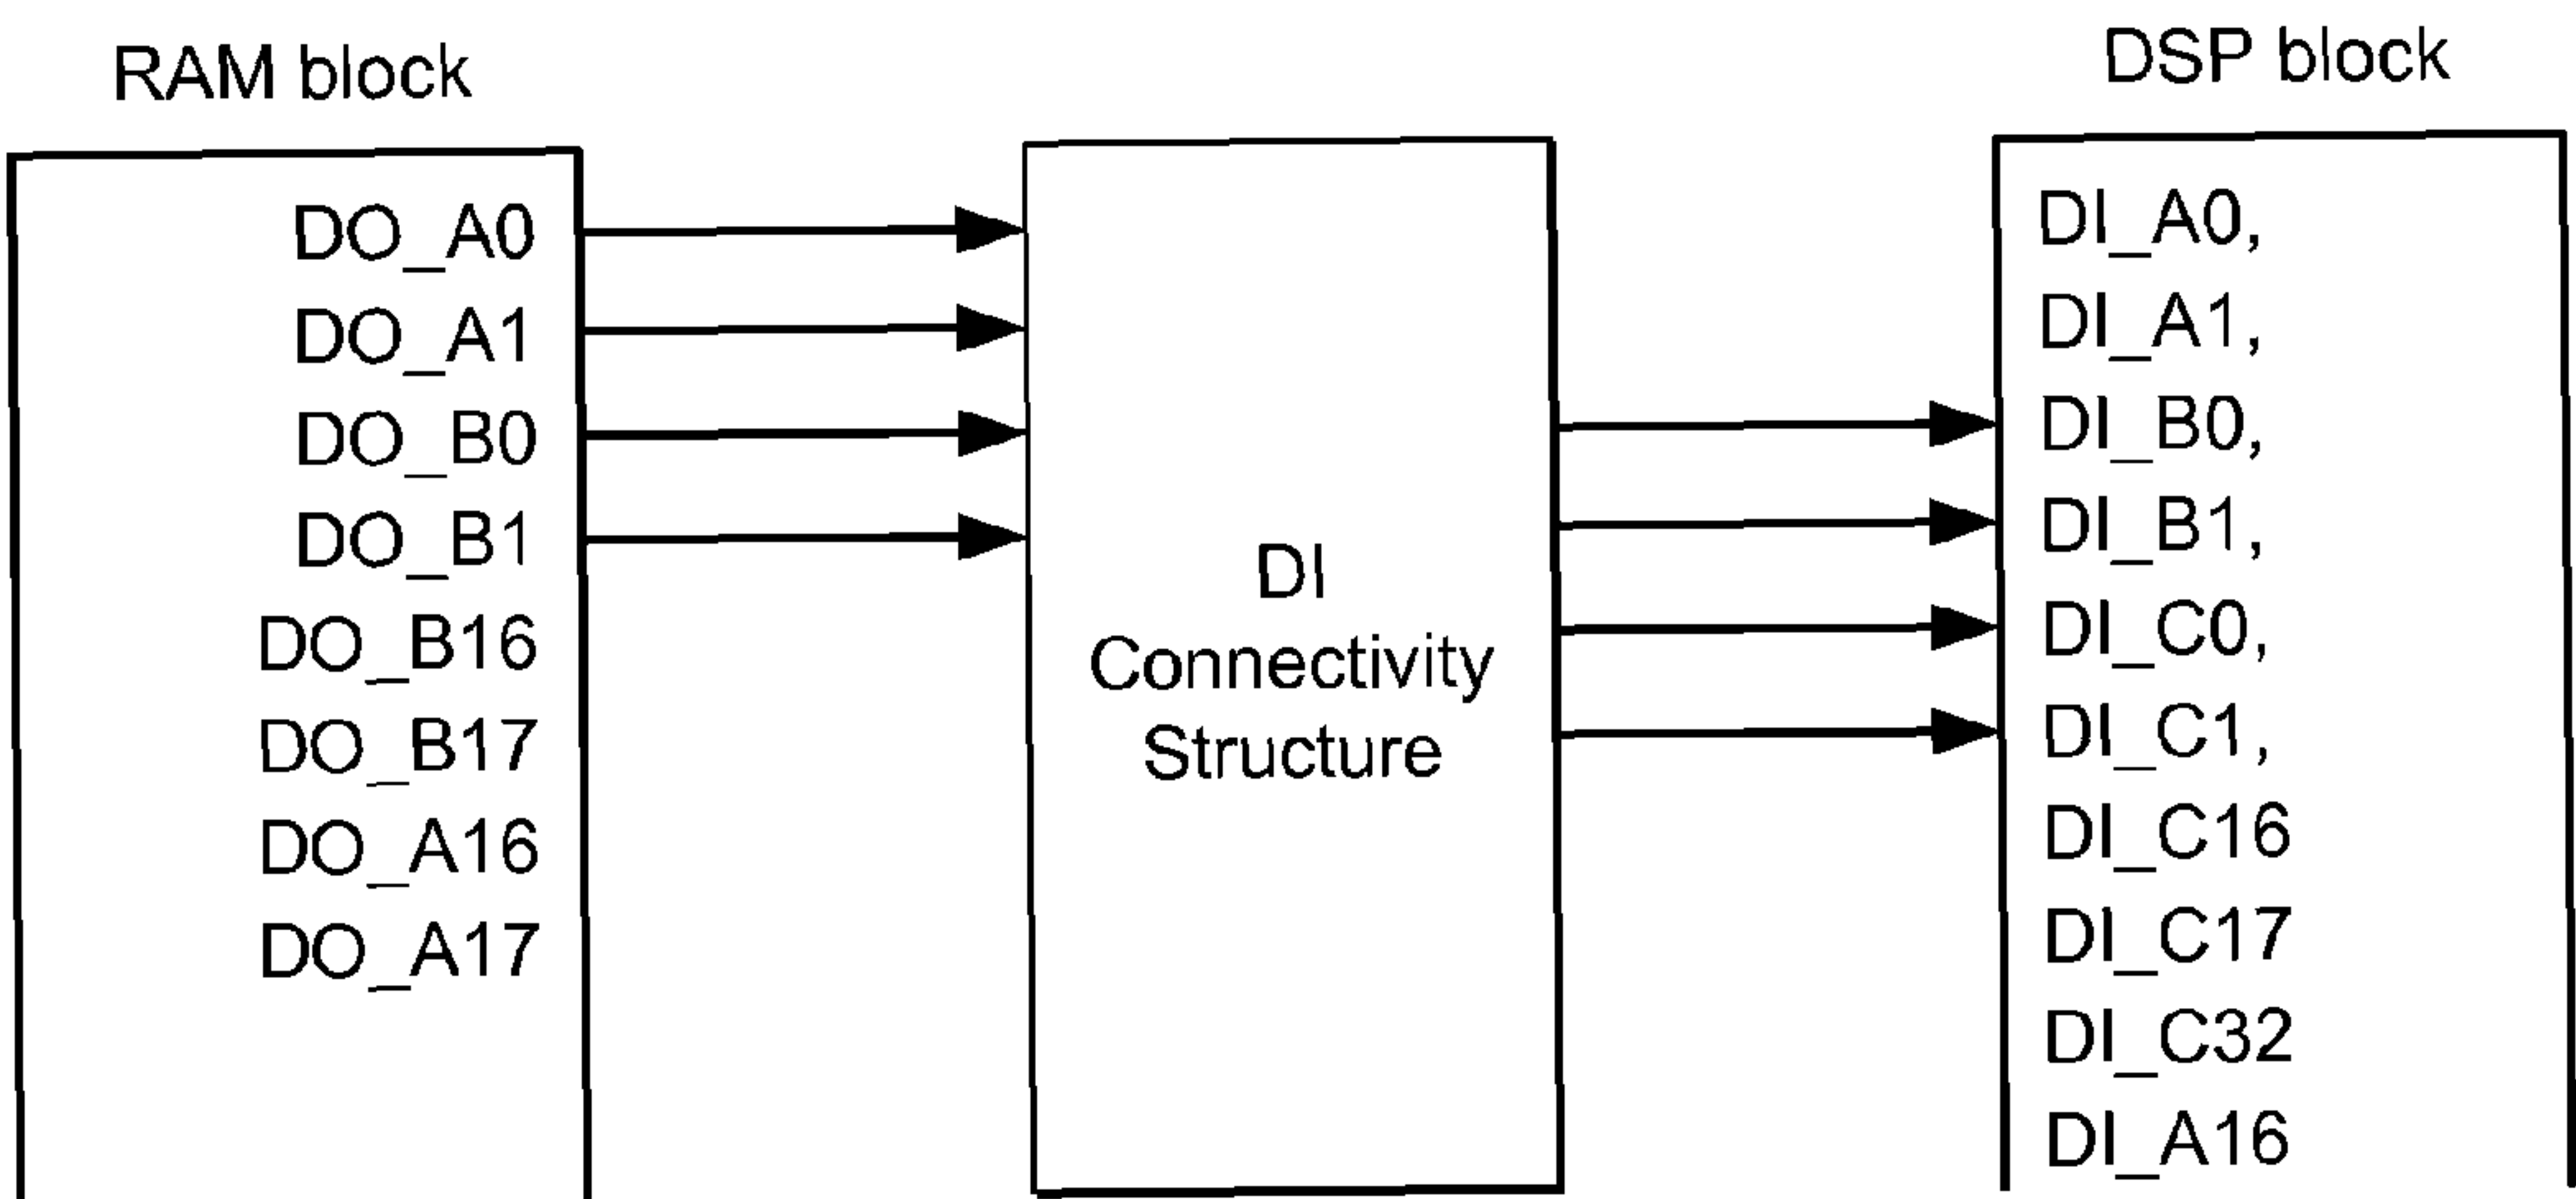 RAM block
DO_A0
DO_A1
DO_B0
DO_B1
DO_B16
DO_B17
DO_A16
DO_A17
DI
Connectivity
Structure
DSP block
DI_A0,
DI_A1,
DI_B0,
DI_B1,
DI_C0,
DI_C1,
DI_C16
DI_C17
DI_C32
DI_A16